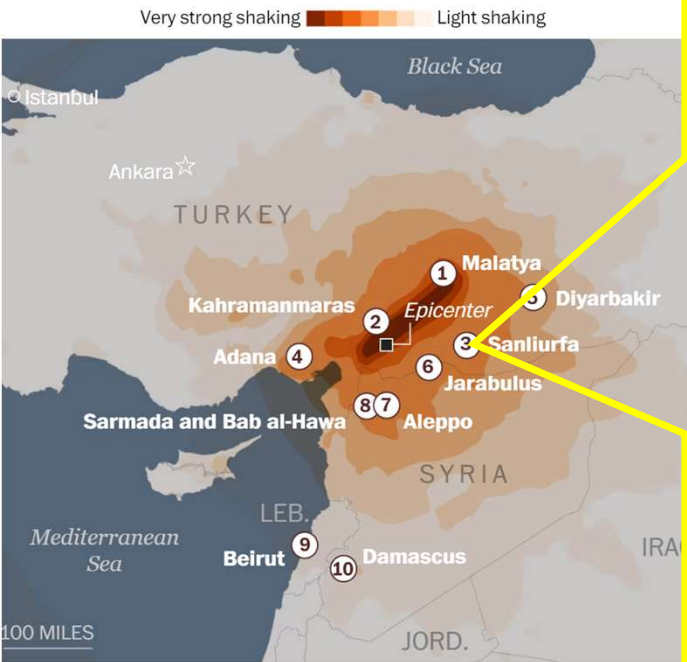 Very strong shaking Light shaking
Black Sea
Istanbul
Ankara
TURKEY
1 Malatya
5 Diyarbakir
Kahramanmaras
2 Epicenter
3 Sanliurfa
Adana 4
6
Jarabulus
8 7
Sarmada and Bab al-Hawa Aleppo
SYRIA
LEB.
Mediterranean
Sea
9
Beirut
10 Damascus
IRA
100 MILES
JORD.